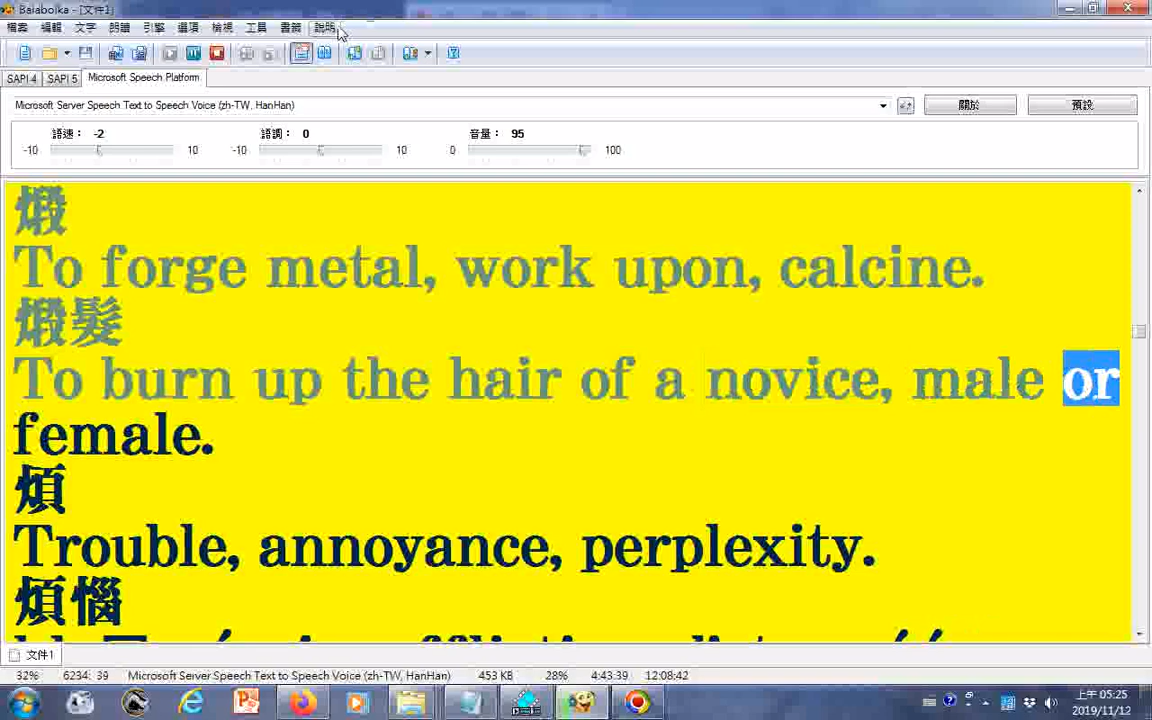 Balabolka - [文件1]
檔案 編輯 文字 朗讀 引擎 選項 檢視 工具 書籤 說明
SAPI 4 SAPI 5 Microsoft Speech Platform
Microsoft Server Speech Text to Speech Voice (zh-TW, HanHan) 關於 預設
語速： -2 語調： 0 音量： 95
-10 10 -10 10 0 100
煅
To forge metal, work upon, calcine.
煅髮
To burn up the hair of a novice, male or
female.
煩
Trouble, annoyance, perplexity.
煩惱
文件1
32% 6234: 39 Microsoft Server Speech Text to Speech Voice (zh-TW, HanHan) 453 KB 28% 4:43:39 12:08:42
上午 05:25
2019/11/12